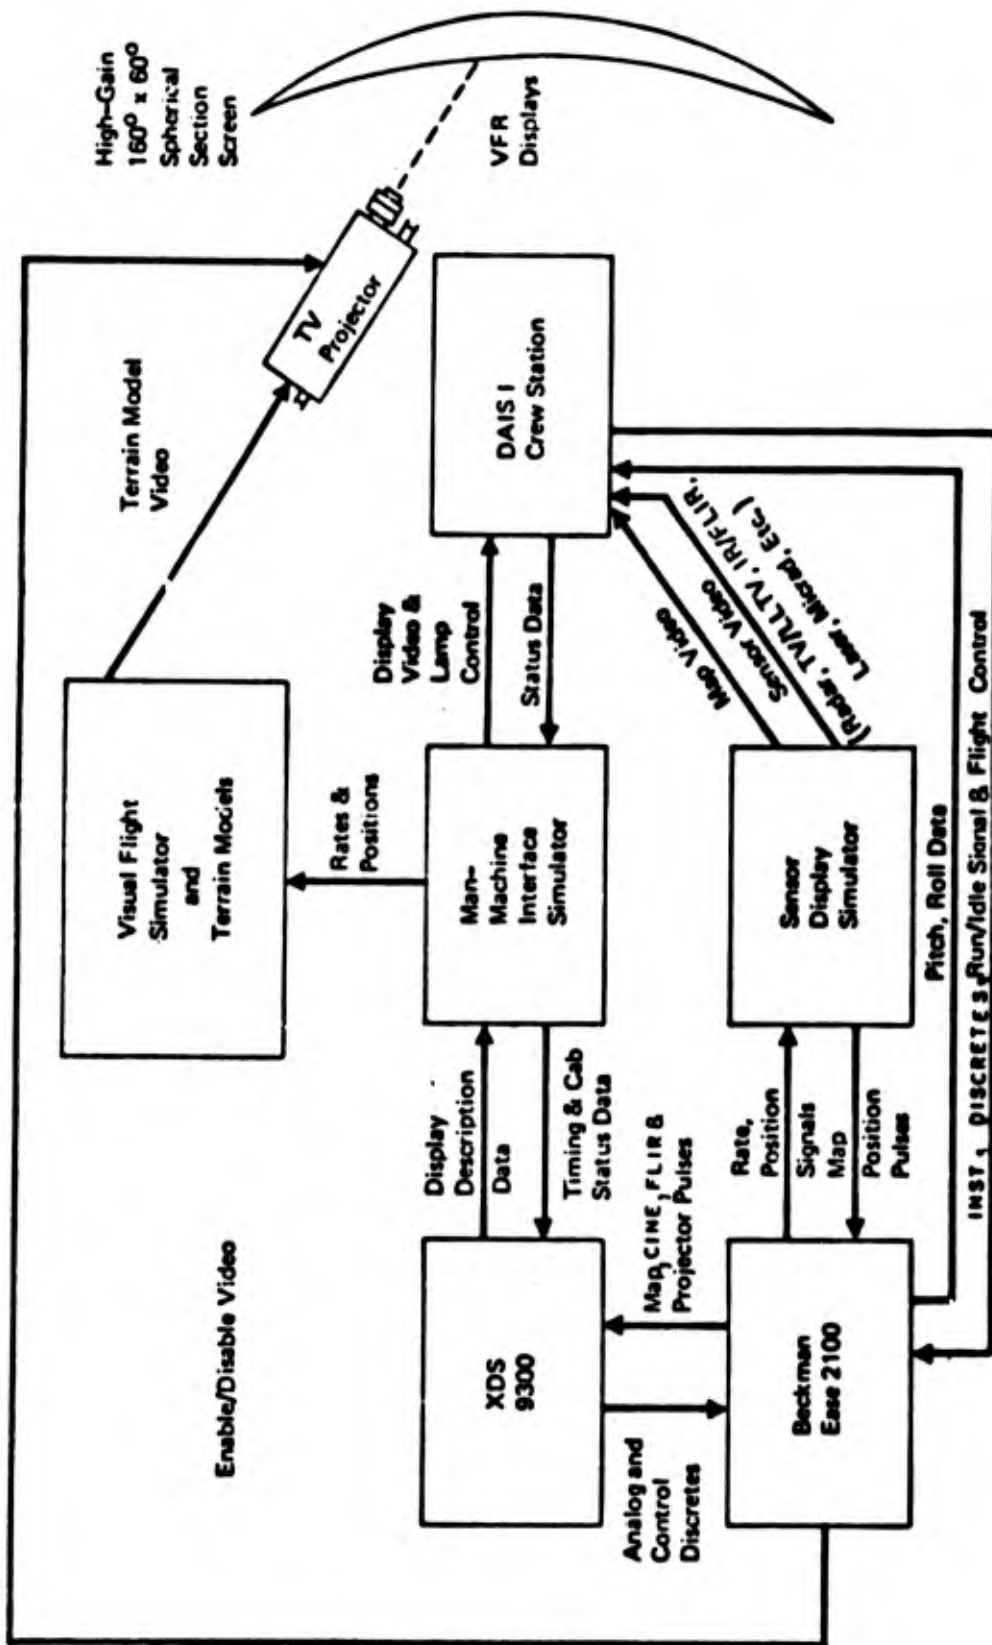 High-Gain
160° x 60°
Spherical
Section
Screen
VFR
Displays
TV
Projector
Terrain Model
Video
Enable/Disable Video
Visual Flight
Simulator
and
Terrain Models
Rates &
Positions
DAIS I
Crew Station
Display
Video &
Lamp
Control
Status Data
Man-
Machine
Interface
Simulator
Display
Description
Data
Timing & Cab
Status Data
XDS
9300
Map, CINE, FLIR &
Projector Pulses
Analog and
Control
Discretes
Beckman
Ease 2100
Rate,
Position
Signals
Map
Position
Pulses
Sensor
Display
Simulator
Map Video
Sensor Video
(Radar, TV/LLTV, IR/FLIR,
Laser, Micrad, Etc.)
Pitch, Roll Data
INST, DISCRETES, Run/Idle Signal & Flight Control